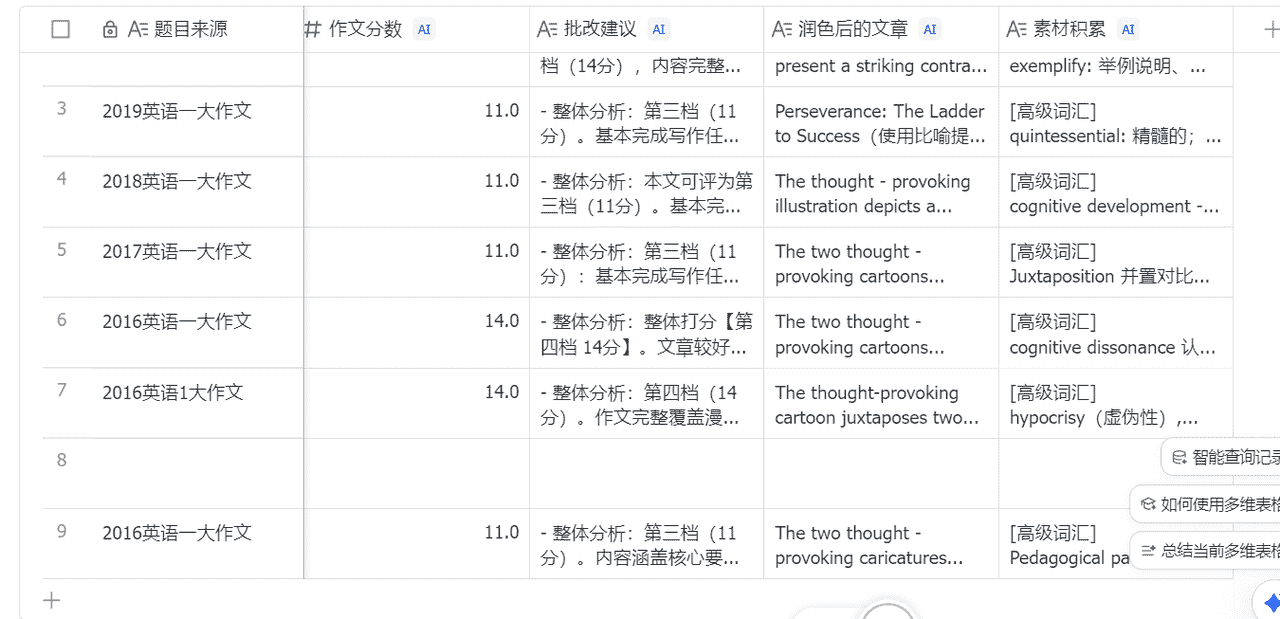 题目来源 作文分数 AI 批改建议 AI 润色后的文章 AI 素材积累 AI
档（14分），内容完整... present a striking contra... exemplify: 举例说明、...
3 2019英语一大作文 11.0 - 整体分析：第三档（11 Perseverance: The Ladder [高级词汇]
分）。基本完成写作任... to Success（使用比喻提... quintessential: 精髓的；...
4 2018英语一大作文 11.0 - 整体分析：本文可评为第 The thought - provoking [高级词汇]
三档（11分）。基本完... illustration depicts a... cognitive development -...
5 2017英语一大作文 11.0 - 整体分析：第三档（11 The two thought - [高级词汇]
分）：基本完成写作任... provoking cartoons... Juxtaposition 并置对比...
6 2016英语一大作文 14.0 - 整体分析：整体打分【第 The two thought - [高级词汇]
四档 14分】。文章较好... provoking cartoons... cognitive dissonance 认...
7 2016英语1大作文 14.0 - 整体分析：第四档（14 The thought-provoking [高级词汇]
分）。作文完整覆盖漫... cartoon juxtaposes two... hypocrisy（虚伪性）,...
8
智能查询记录
如何使用多维表格
9 2016英语一大作文 11.0 - 整体分析：第三档（11 The two thought - [高级词汇]
分）。内容涵盖核心要... provoking caricatures... Pedagogical pa
总结当前多维表格